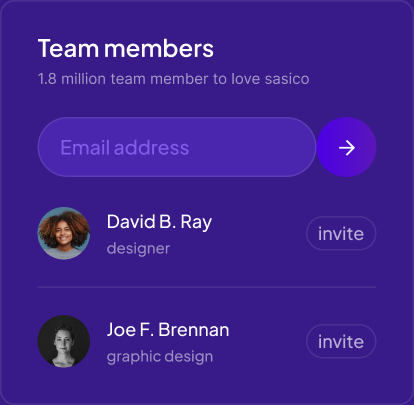 Team members
1.8 million team member to love sasico
Email address
David B. Ray
designer
invite
Joe F. Brennan
graphic design
invite